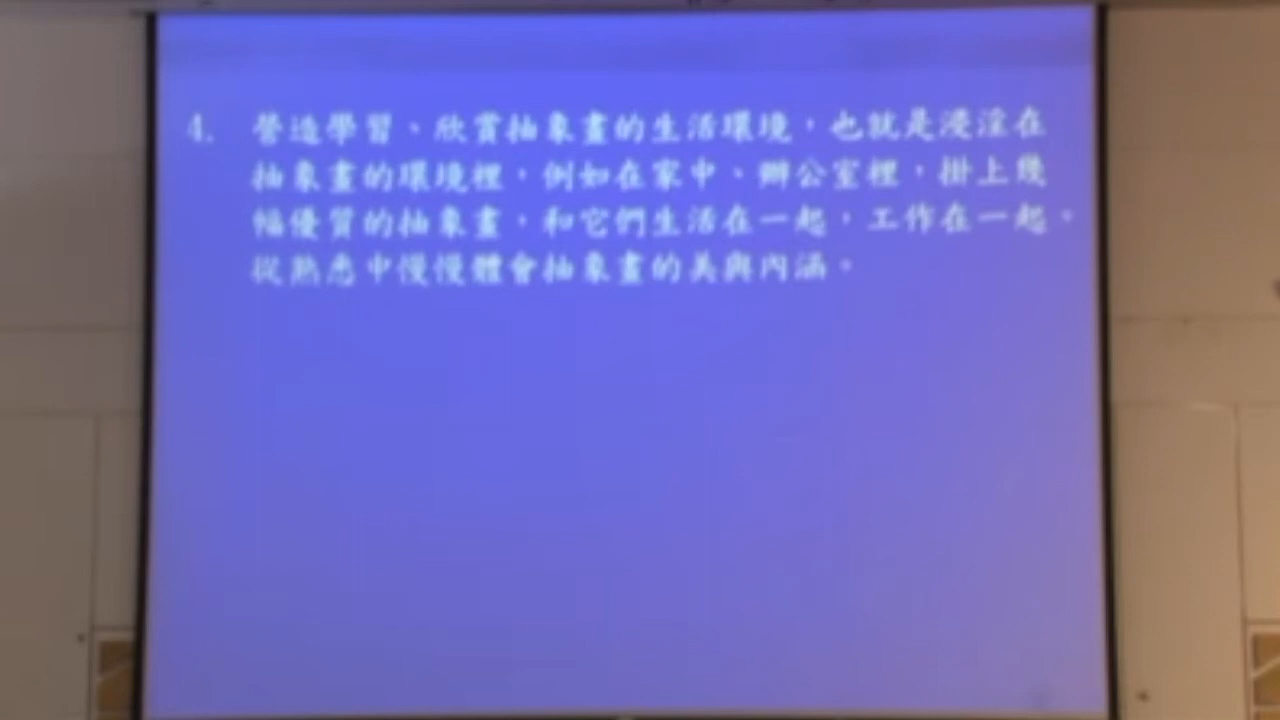 4. 營造學習、欣賞抽象畫的生活環境，也就是浸淫在
抽象畫的環境裡，例如在家中、辦公室裡，掛上幾
幅優質的抽象畫，和它們生活在一起，工作在一起。
從熟悉中慢慢體會抽象畫的美與內涵。